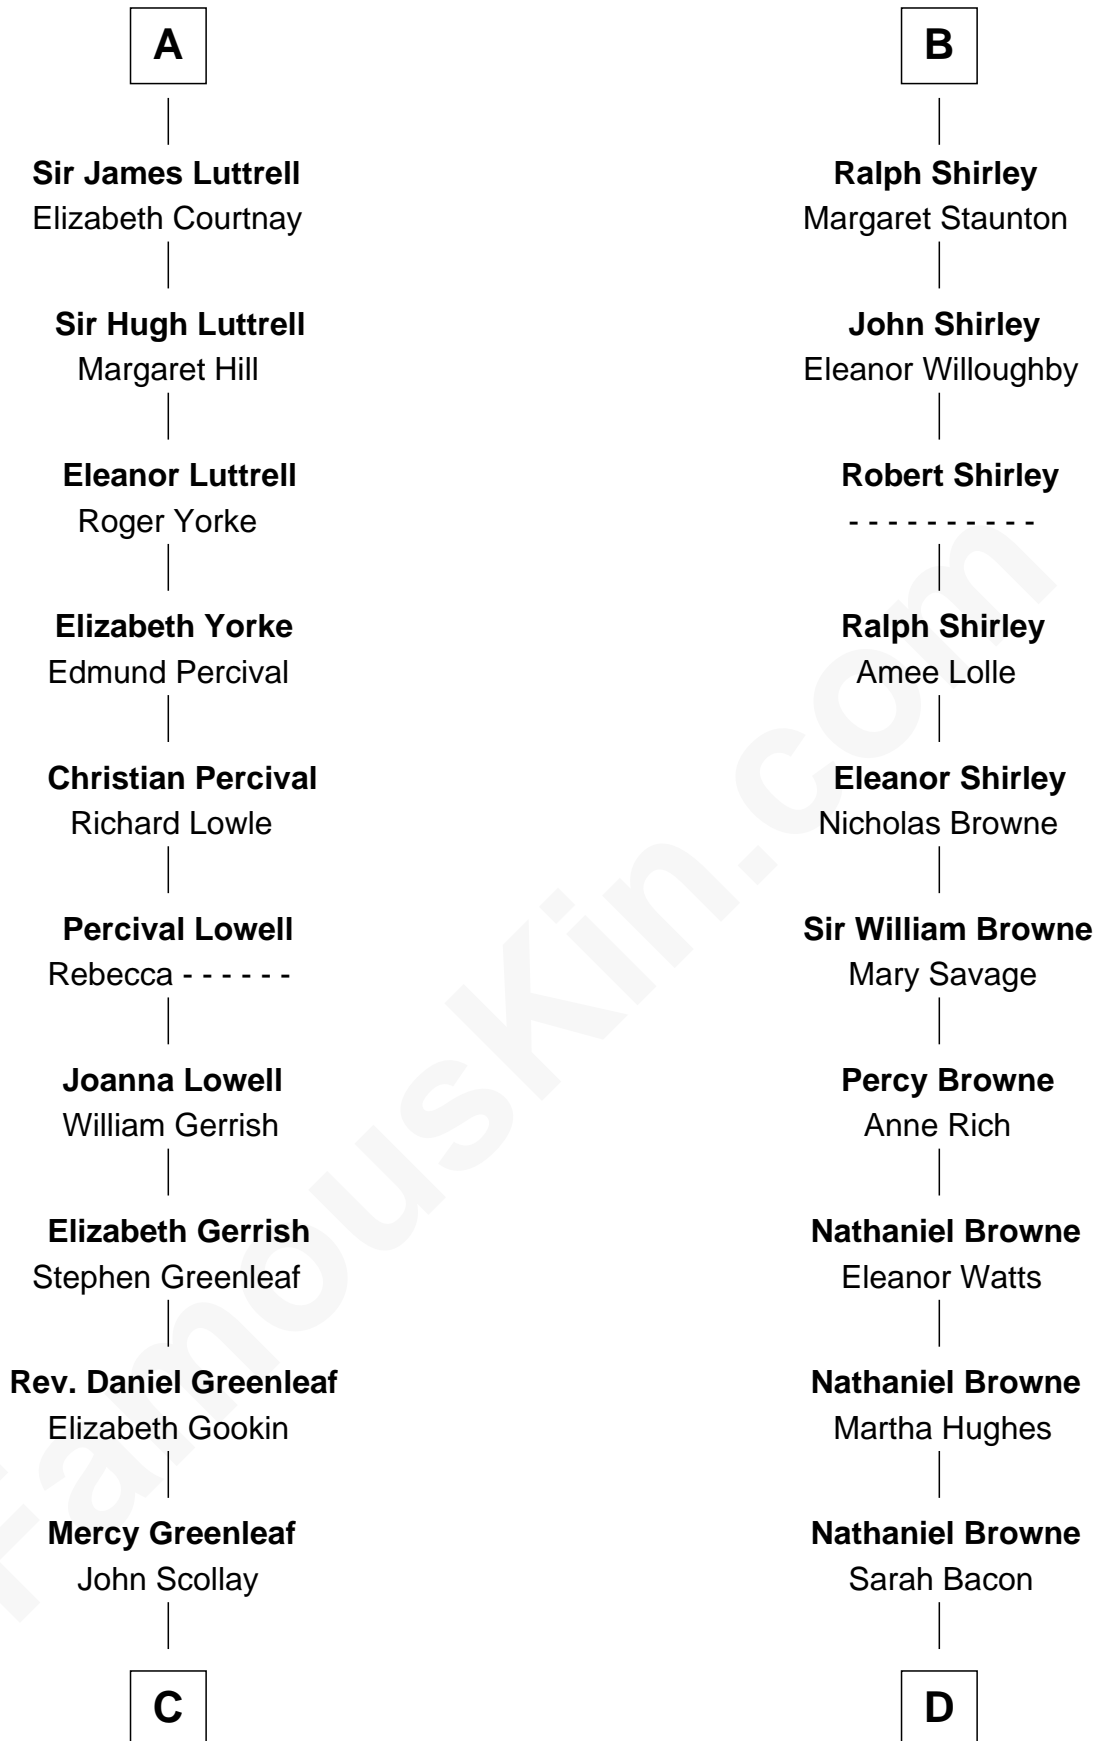 A
Sir James Luttrell
Elizabeth Courtnay
Sir Hugh Luttrell
Margaret Hill
Eleanor Luttrell
Roger Yorke
Elizabeth Yorke
Edmund Percival
Christian Percival
Richard Lowle
Percival Lowell
Rebecca - - - - - -
Joanna Lowell
William Gerrish
Elizabeth Gerrish
Stephen Greenleaf
Rev. Daniel Greenleaf
Elizabeth Gookin
Mercy Greenleaf
John Scollay
C
B
Ralph Shirley
Margaret Staunton
John Shirley
Eleanor Willoughby
Robert Shirley
- - - - - - - - - -
Ralph Shirley
Amee Lolle
Eleanor Shirley
Nicholas Browne
Sir William Browne
Mary Savage
Percy Browne
Anne Rich
Nathaniel Browne
Eleanor Watts
Nathaniel Browne
Martha Hughes
Nathaniel Browne
Sarah Bacon
D
FamousKin.com